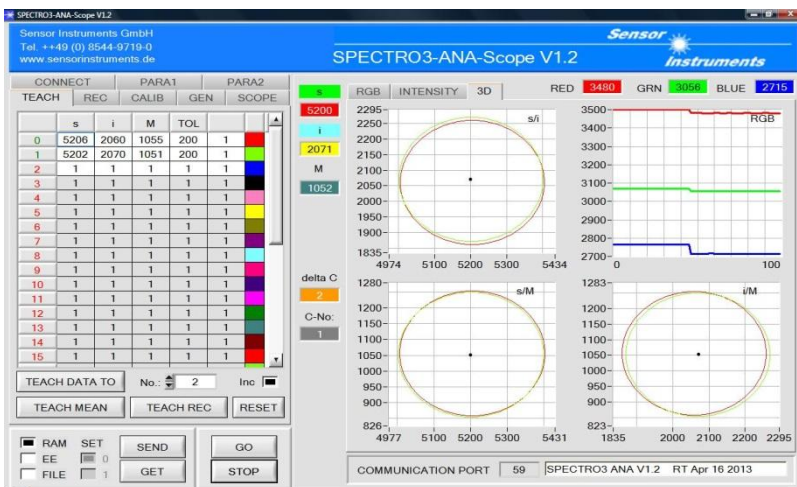 SPECTRO3-ANA-Scope V1.2
Sensor Instruments GmbH
Tel. ++49 (0) 8544-9719-0
www.sensorinstruments.de
SPECTRO3-ANA-Scope V1.2
Sensor
Instruments
CONNECT PARA1 PARA2
TEACH REC CALIB GEN SCOPE
s i M TOL
0 5206 2060 1055 200 1
1 5202 2070 1051 200 1
2 1 1 1 1 1
3 1 1 1 1 1
4 1 1 1 1 1
5 1 1 1 1 1
6 1 1 1 1 1
7 1 1 1 1 1
8 1 1 1 1 1
9 1 1 1 1 1
10 1 1 1 1 1
11 1 1 1 1 1
12 1 1 1 1 1
13 1 1 1 1 1
14 1 1 1 1 1
15 1 1 1 1 1
TEACH DATA TO No.: 2 Inc
TEACH MEAN TEACH REC RESET
RAM SET SEND GO
EE 0
FILE 1 GET STOP
s
5200
i
2071
M
1052
delta C
2
C-No:
1
RGB INTENSITY 3D RED 3480 GRN 3056 BLUE 2715
s/i
2295
2250
2200
2150
2100
2050
2000
1950
1900
1835
4974 5100 5200 5300 5434
RGB
3500
3400
3300
3200
3100
3000
2900
2800
2700
0 100
s/M
1280
1200
1150
1100
1050
1000
950
900
826
4977 5100 5200 5300 5431
i/M
1283
1200
1150
1100
1050
1000
950
900
823
1835 2000 2100 2200 2295
COMMUNICATION PORT 59 SPECTRO3 ANA V1.2 RT Apr 16 2013